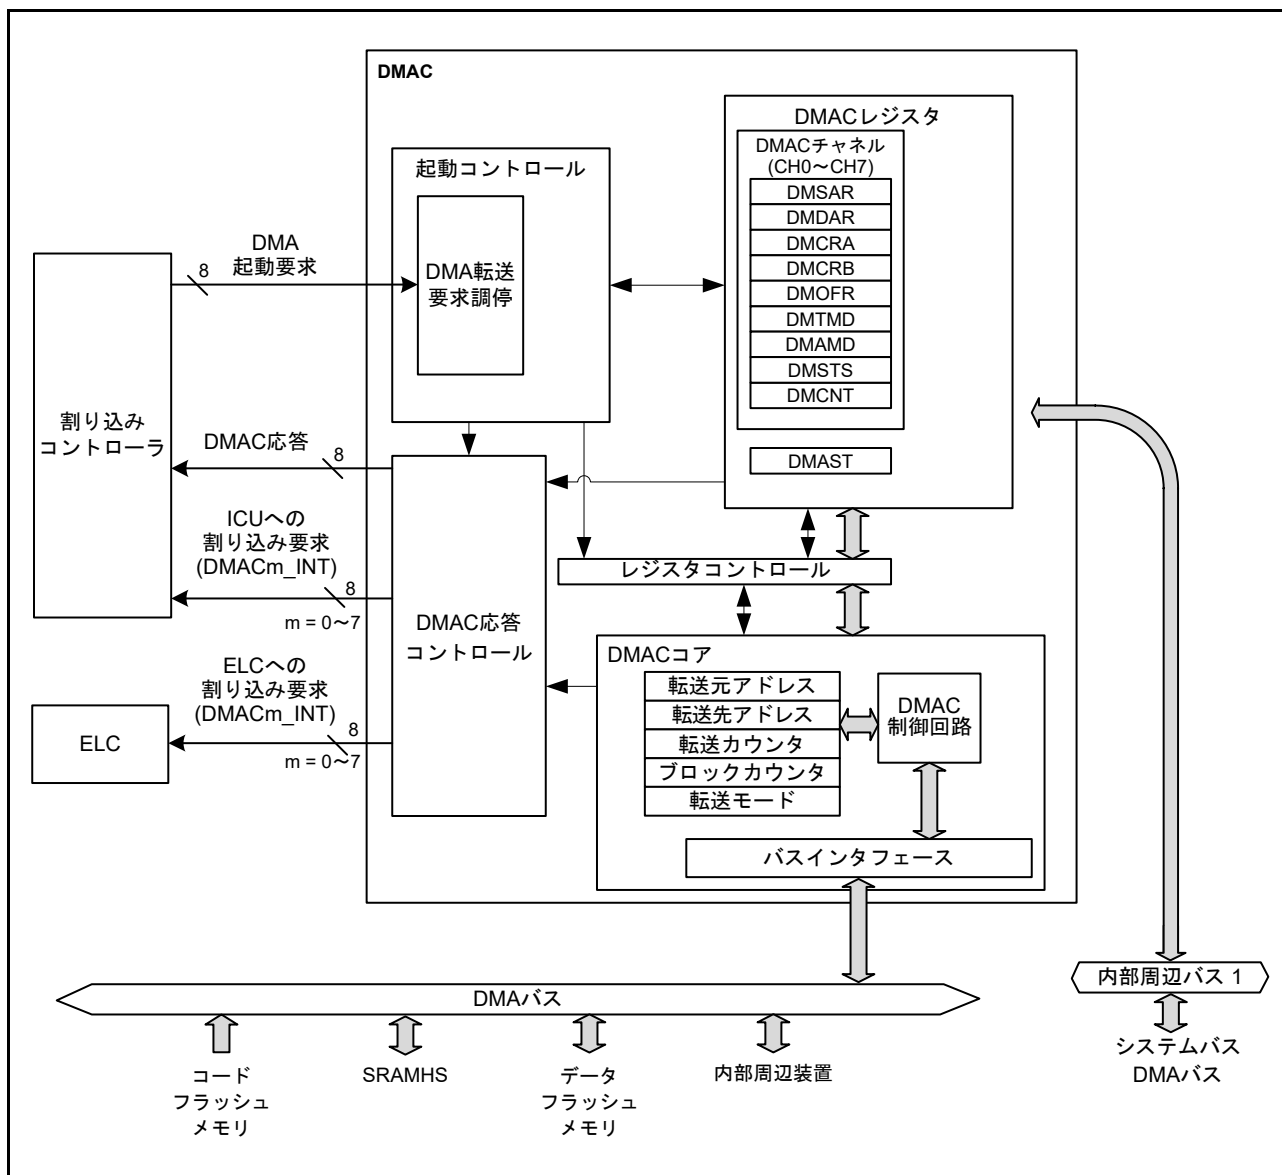 DMAC
DMACレジスタ
DMACチャネル
(CH0～CH7)
DMSAR
DMDAR
DMCRA
DMCRB
DMOFR
DMTMD
DMAMD
DMSTS
DMCNT
DMAST
起動コントロール
DMA転送
要求調停
DMA
起動要求
8
割り込み
コントローラ
DMAC応答
8
ICUへの
割り込み要求
(DMACm_INT)
8
m = 0～7
DMAC応答
コントロール
レジスタコントロール
ELCへの
割り込み要求
(DMACm_INT)
8
m = 0～7
ELC
DMACコア
転送元アドレス
転送先アドレス
転送カウンタ
ブロックカウンタ
転送モード
DMAC
制御回路
バスインタフェース
DMAバス
コード
フラッシュ
メモリ
SRAMHS
データ
フラッシュ
メモリ
内部周辺装置
内部周辺バス 1
システムバス
DMAバス